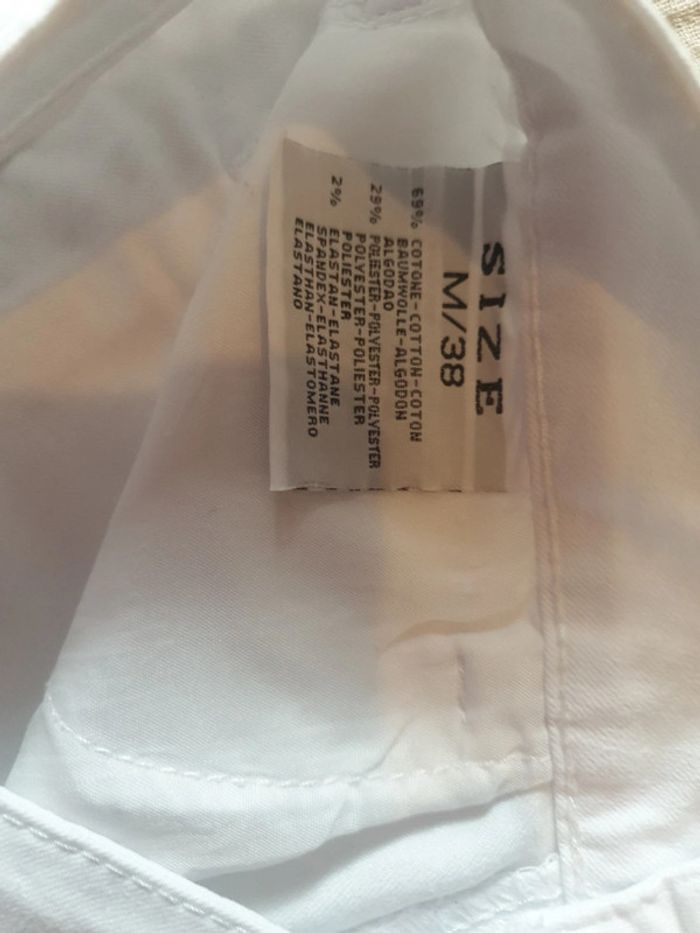 SIZE
M/38
69% COTONE-COTTON-COTON
BAUMWOLLE-ALGODON
ALGODAO
29% POLIESTER-POLYESTER-POLYESTER
POLYESTER-POLIESTER
POLIESTER
2% ELASTAN-ELASTANE
SPANDEX-ELASTHANNE
ELASTHAN-ELASTOMERO
ELASTANO